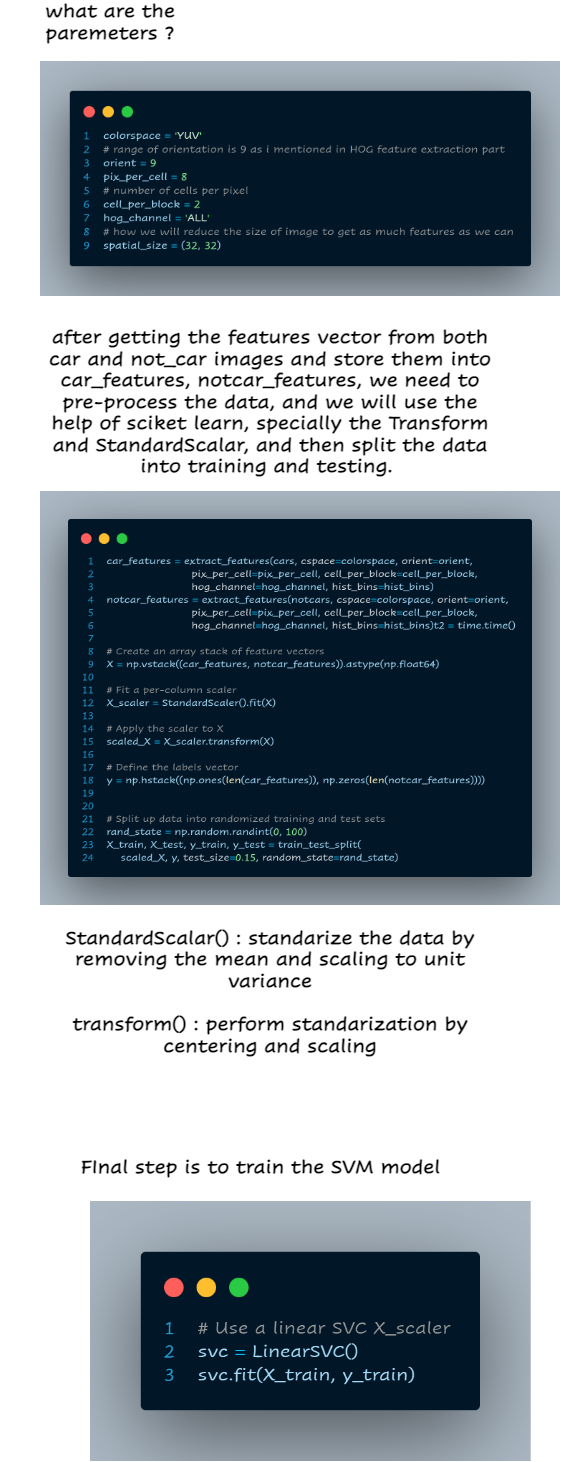 what are the
paremeters ?
1 colorspace = 'YUV'
2 # range of orientation is 9 as i mentioned in HOG feature extraction part
3 orient = 9
4 pix_per_cell = 8
5 # number of cells per pixel
6 cell_per_block = 2
7 hog_channel = 'ALL'
8 # how we will reduce the size of image to get as much features as we can
9 spatial_size = (32, 32)
after getting the features vector from both
car and not_car images and store them into
car_features, notcar_features, we need to
pre-process the data, and we will use the
help of sciket learn, specially the Transform
and StandardScalar, and then split the data
into training and testing.
1 car_features = extract_features(cars, cspace=colorspace, orient=orient,
2 pix_per_cell=pix_per_cell, cell_per_block=cell_per_block,
3 hog_channel=hog_channel, hist_bins=hist_bins)
4 notcar_features = extract_features(notcars, cspace=colorspace, orient=orient,
5 pix_per_cell=pix_per_cell, cell_per_block=cell_per_block,
6 hog_channel=hog_channel, hist_bins=hist_bins)t2 = time.time()
7
8 # Create an array stack of feature vectors
9 X = np.vstack((car_features, notcar_features)).astype(np.float64)
10
11 # Fit a per-column scaler
12 X_scaler = StandardScaler().fit(X)
13
14 # Apply the scaler to X
15 scaled_X = X_scaler.transform(X)
16
17 # Define the labels vector
18 y = np.hstack((np.ones(len(car_features)), np.zeros(len(notcar_features))))
19
20
21 # Split up data into randomized training and test sets
22 rand_state = np.random.randint(0, 100)
23 X_train, X_test, y_train, y_test = train_test_split(
24 scaled_X, y, test_size=0.15, random_state=rand_state)
StandardScalar() : standarize the data by
removing the mean and scaling to unit
variance
transform() : perform standarization by
centering and scaling
FInal step is to train the SVM model
1 # Use a linear SVC X_scaler
2 svc = LinearSVC()
3 svc.fit(X_train, y_train)